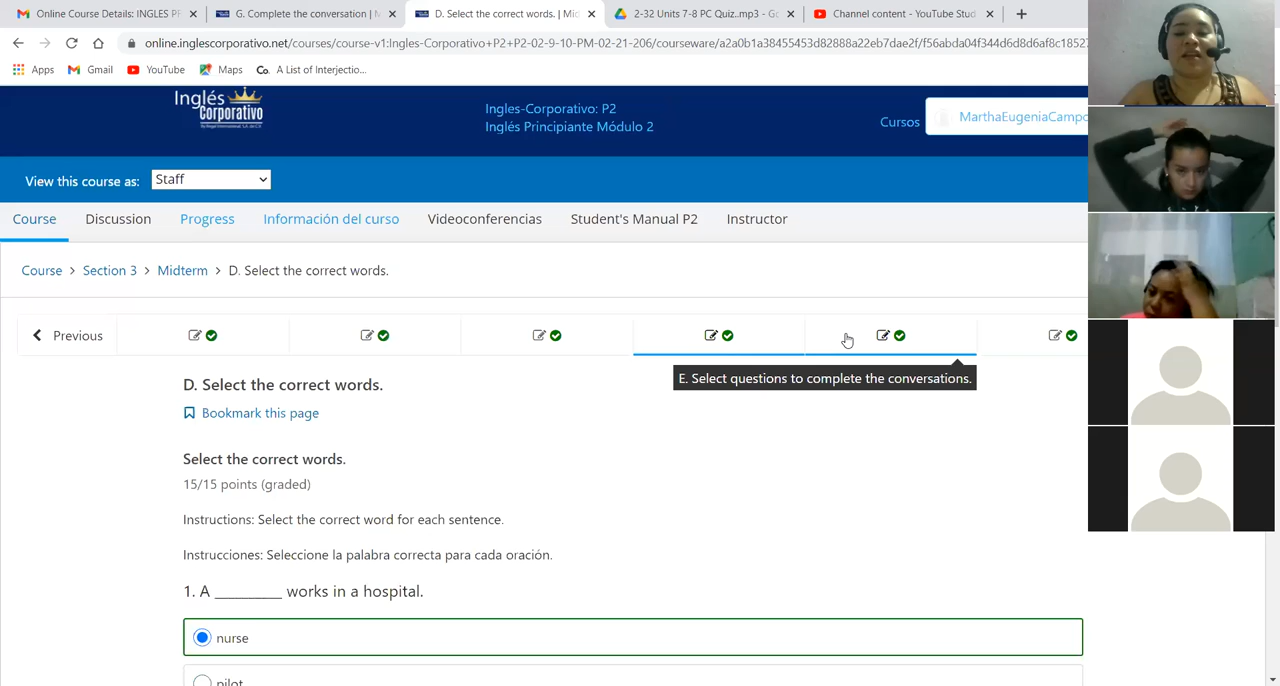 Online Course Details: INGLES PF
G. Complete the conversation | M
D. Select the correct words. | Mid
2-32 Units 7-8 PC Quiz..mp3 - Go
Channel content - YouTube Stud
online.inglescorporativo.net/courses/course-v1:Ingles-Corporativo+P2+P2-02-9-10-PM-02-21-206/courseware/a2a0b1a38455453d82888a22eb7dae2f/f56abda04f344d6d8d6af8c18527
Apps
Gmail
YouTube
Maps
Co. A List of Interjectio...
Inglés
Corporativo
Ingles-Corporativo: P2
Inglés Principiante Módulo 2
Cursos
MarthaEugeniaCampo
View this course as: Staff
Course
Discussion
Progress
Información del curso
Videoconferencias
Student's Manual P2
Instructor
Course > Section 3 > Midterm > D. Select the correct words.
Previous
E. Select questions to complete the conversations.
D. Select the correct words.
Bookmark this page
Select the correct words.
15/15 points (graded)
Instructions: Select the correct word for each sentence.
Instrucciones: Seleccione la palabra correcta para cada oración.
1. A _________ works in a hospital.
nurse
pilot